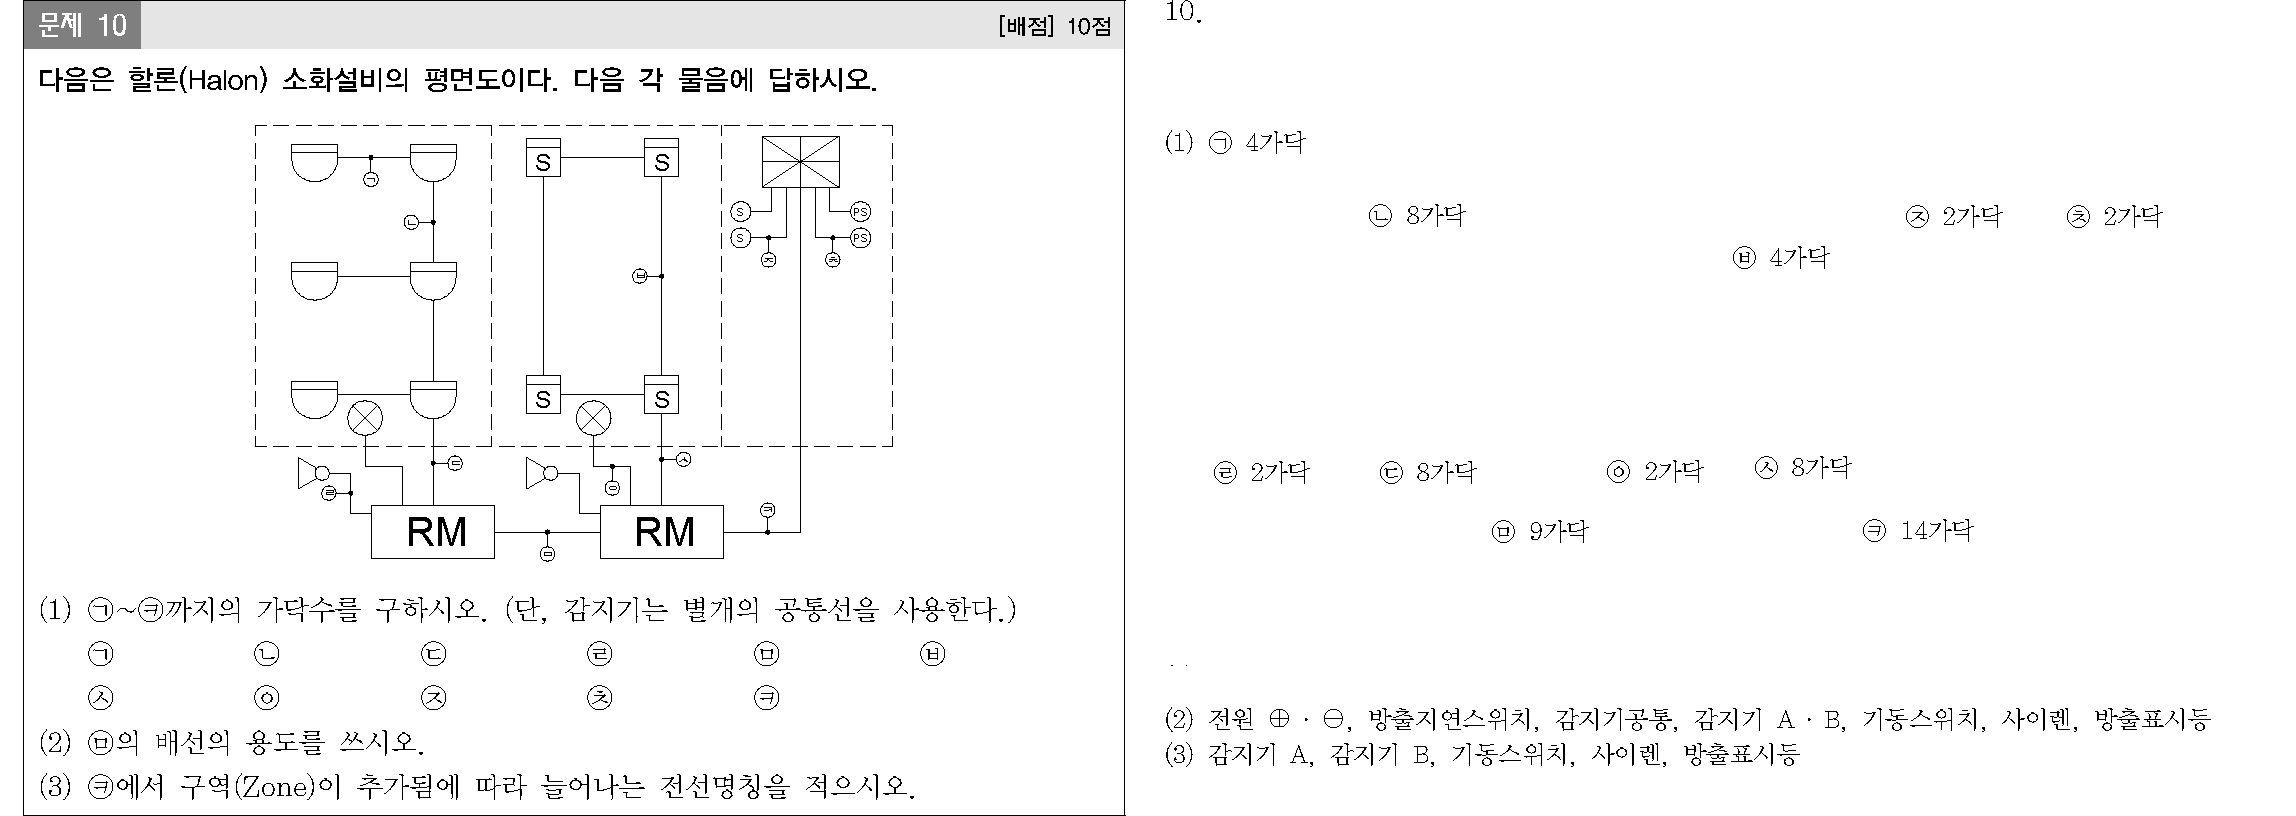 문제 10
[배점] 10점
다음은 할론(Halon) 소화설비의 평면도이다. 다음 각 물음에 답하시오.
㉠
㉡
S S
S PS
S PS
㉨ ㉩
㉥
S S
㉢ ㉦
㉣ ㉧
㉪
RM RM
㉤
(1) ㉠~㉪까지의 가닥수를 구하시오. (단, 감지기는 별개의 공통선을 사용한다.)
㉠ ㉡ ㉢ ㉣ ㉤ ㉥
㉦ ㉧ ㉨ ㉩ ㉪
(2) ㉤의 배선의 용도를 쓰시오.
(3) ㉪에서 구역(Zone)이 추가됨에 따라 늘어나는 전선명칭을 적으시오.
10.
(1) ㉠ 4가닥
㉡ 8가닥 ㉨ 2가닥 ㉩ 2가닥
㉥ 4가닥
㉣ 2가닥 ㉢ 8가닥 ㉧ 2가닥 ㉦ 8가닥
㉤ 9가닥 ㉪ 14가닥
(2) 전원 ⊕ · ⊖, 방출지연스위치, 감지기공통, 감지기 A · B, 기동스위치, 사이렌, 방출표시등
(3) 감지기 A, 감지기 B, 기동스위치, 사이렌, 방출표시등